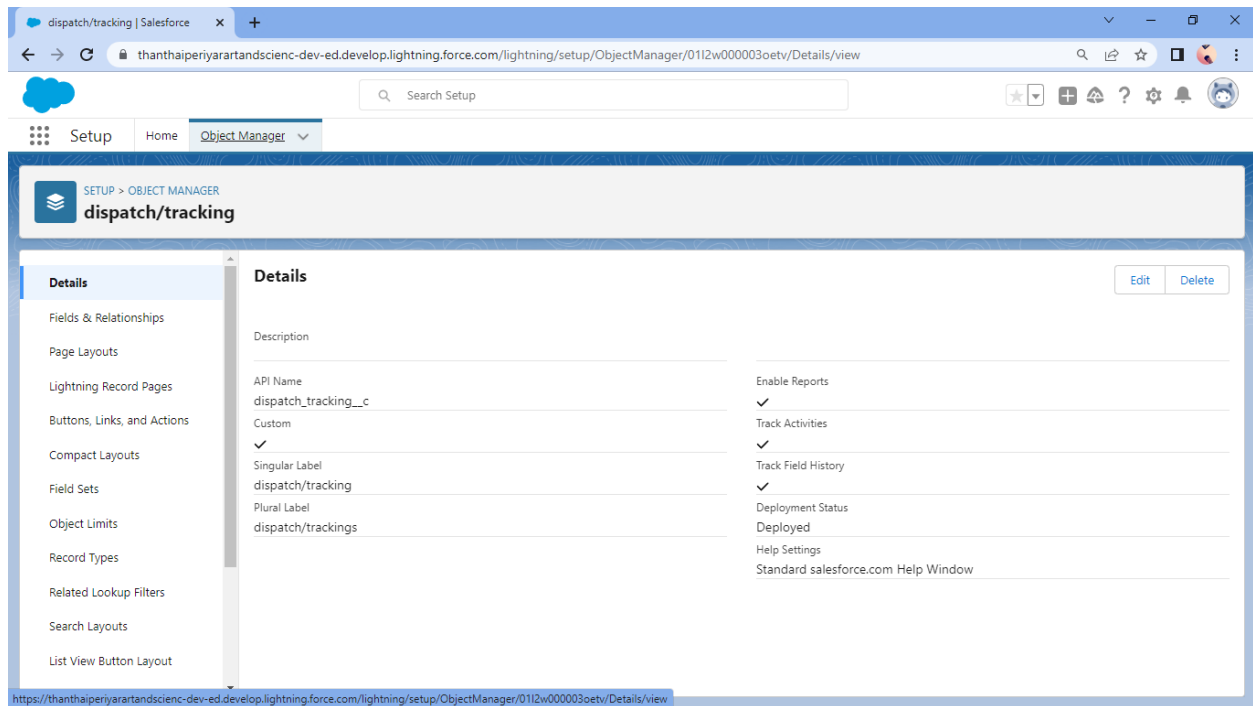 dispatch/tracking | Salesforce
thanthaiperiyarartandscienc-dev-ed.develop.lightning.force.com/lightning/setup/ObjectManager/01I2w000003oetv/Details/view
Search Setup
Setup Home Object Manager
SETUP > OBJECT MANAGER
dispatch/tracking
Details
Fields & Relationships
Page Layouts
Lightning Record Pages
Buttons, Links, and Actions
Compact Layouts
Field Sets
Object Limits
Record Types
Related Lookup Filters
Search Layouts
List View Button Layout
Details
Edit Delete
Description
API Name
dispatch_tracking__c
Custom
Singular Label
dispatch/tracking
Plural Label
dispatch/trackings
Enable Reports
Track Activities
Track Field History
Deployment Status
Deployed
Help Settings
Standard salesforce.com Help Window
https://thanthaiperiyarartandscienc-dev-ed.develop.lightning.force.com/lightning/setup/ObjectManager/01I2w000003oetv/Details/view